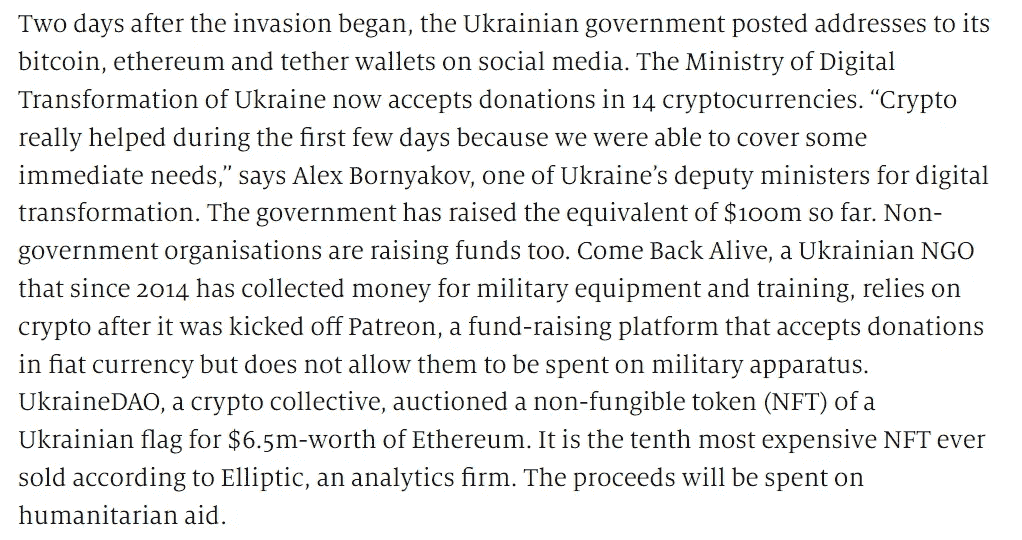 Two days after the invasion began, the Ukrainian government posted addresses to its
bitcoin, ethereum and tether wallets on social media. The Ministry of Digital
Transformation of Ukraine now accepts donations in 14 cryptocurrencies. “Crypto
really helped during the first few days because we were able to cover some
immediate needs,” says Alex Bornyakov, one of Ukraine’s deputy ministers for digital
transformation. The government has raised the equivalent of $100m so far. Non-
government organisations are raising funds too. Come Back Alive, a Ukrainian NGO
that since 2014 has collected money for military equipment and training, relies on
crypto after it was kicked off Patreon, a fund-raising platform that accepts donations
in fiat currency but does not allow them to be spent on military apparatus.
UkraineDAO, a crypto collective, auctioned a non-fungible token (NFT) of a
Ukrainian flag for $6.5m-worth of Ethereum. It is the tenth most expensive NFT ever
sold according to Elliptic, an analytics firm. The proceeds will be spent on
humanitarian aid.